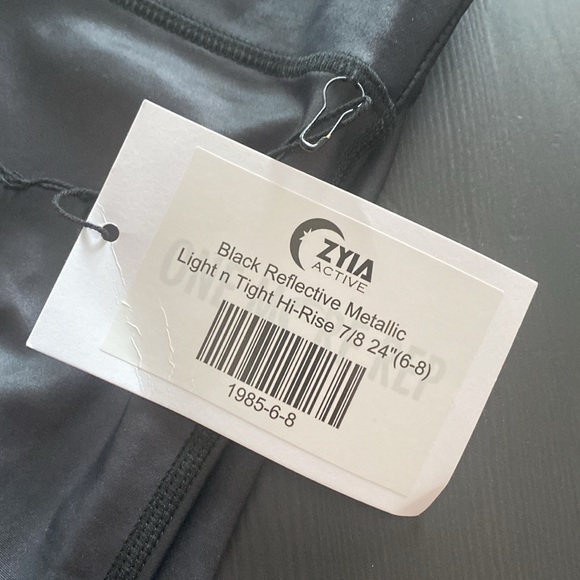 ZYIA
ACTIVE
Black Reflective Metallic
Light n Tight Hi-Rise 7/8 24"(6-8)
1985-6-8